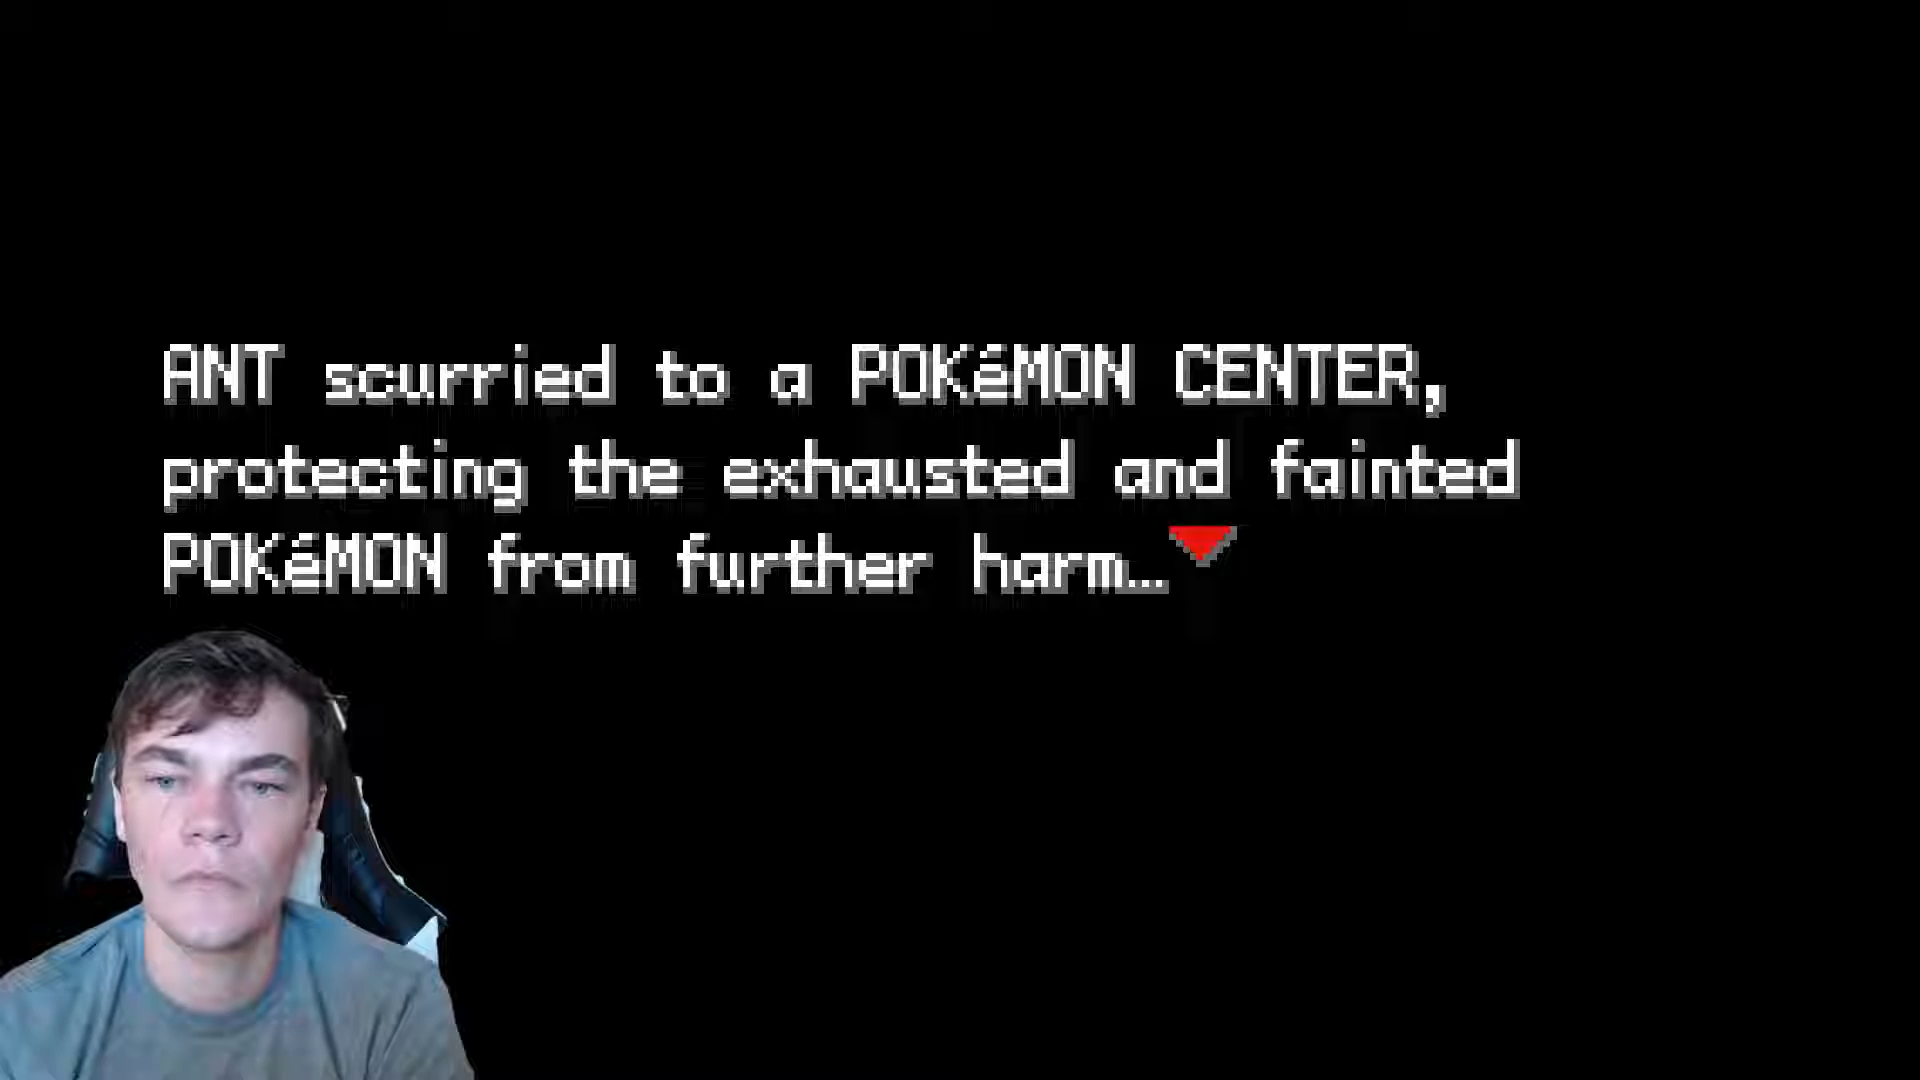 ANT scurried to a POKéMON CENTER,
protecting the exhausted and fainted
POKéMON from further harm…